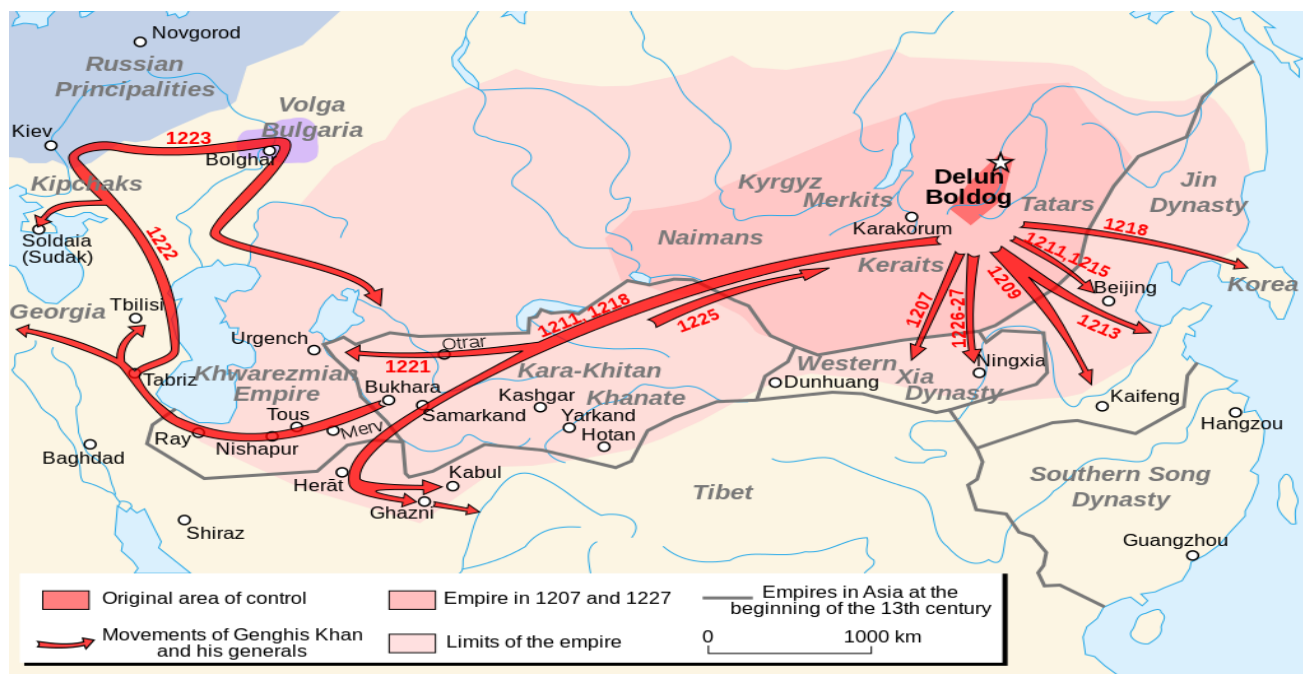 Novgorod
Russian
Principalities
Volga
Bulgaria
Kiev
1223
Bolghar
Kipchaks
Soldaia
(Sudak)
1222
Georgia
Tbilisi
Tabriz
Urgench
Khwarezmian
Empire
Otrar
1221
Bukhara
Samarkand
Tous
Merv
Ray
Nishapur
Baghdad
Shiraz
Herāt
Kabul
Ghazni
Kyrgyz
Merkits
Naimans
Karakorum
Keraits
Delun
Boldog
Tatars
Jin
Dynasty
1218
1211,1215
1209
1213
1207
1226-27
1211, 1218
1225
Beijing
Korea
Kara-Khitan
Khanate
Kashgar
Yarkand
Hotan
Western
Xia
Dynasty
Dunhuang
Ningxia
Kaifeng
Hangzou
Tibet
Southern Song
Dynasty
Guangzhou
Original area of control
Movements of Genghis Khan
and his generals
Empire in 1207 and 1227
Limits of the empire
Empires in Asia at the
beginning of the 13th century
0 1000 km